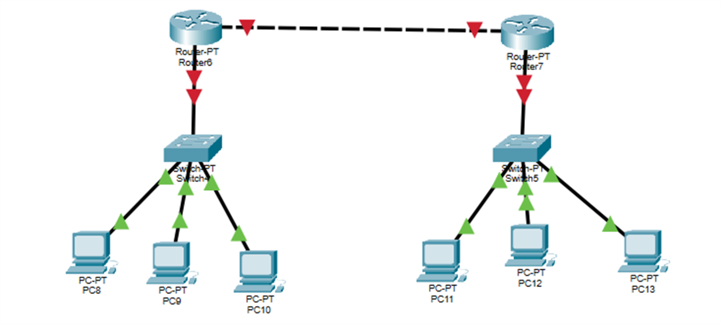 Router-PT
Router6
Router-PT
Router7
Switch-PT
Switch4
Switch-PT
Switch5
PC-PT
PC8
PC-PT
PC9
PC-PT
PC10
PC-PT
PC11
PC-PT
PC12
PC-PT
PC13